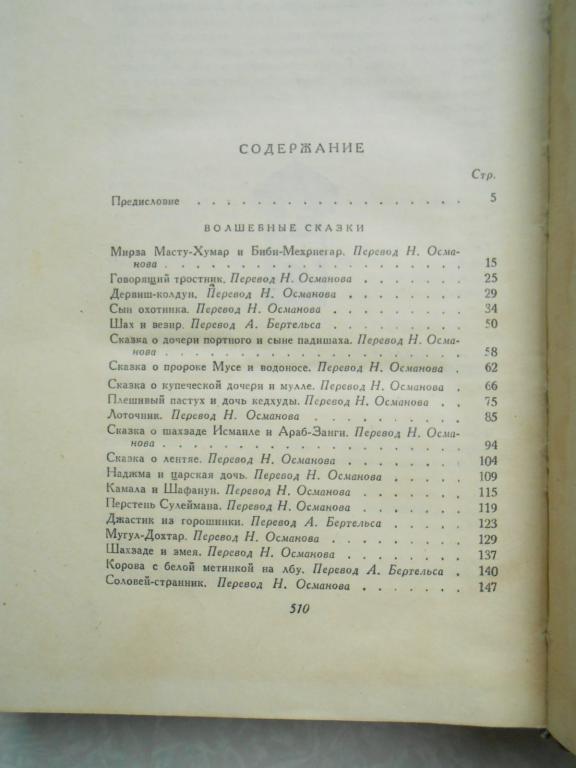 СОДЕРЖАНИЕ
Стр.
Предисловие . . . . . . . . . . . . . . . . . . 5
ВОЛШЕБНЫЕ СКАЗКИ
Мирза Масту-Хумар и Биби-Мехрнегар. Перевод Н. Осма-
нова . . . . . . . . . . . . . . . . . . . 15
Говорящий тростник. Перевод Н. Османова . . . . . . 25
Дервиш-колдун. Перевод Н. Османова . . . . . . . 29
Сын охотника. Перевод Н. Османова . . . . . . . . 34
Шах и везир. Перевод А. Бертельса . . . . . . . . 50
Сказка о дочери портного и сыне падишаха. Перевод Н. Ос-
манова . . . . . . . . . . . . . . . . . . . 58
Сказка о пророке Мусе и водоносе. Перевод Н. Османова . 62
Сказка о купеческой дочери и мулле. Перевод Н. Османова 66
Плешивый пастух и дочь кедхуды. Перевод Н. Османова . . 75
Лоточник. Перевод Н. Османова . . . . . . . . . 85
Сказка о шахзаде Исмаиле и Араб-Занги. Перевод Н. Осма-
нова . . . . . . . . . . . . . . . . . . . 94
Сказка о лентяе. Перевод Н. Османова . . . . . . . 104
Наджма и царская дочь. Перевод Н. Османова . . . . . 109
Камала и Шафанун. Перевод Н. Османова . . . . . . 115
Перстень Сулеймана. Перевод Н. Османова . . . . . . 119
Джастик из горошинки. Перевод А. Бертельса . . . . . 123
Мугул-Дохтар. Перевод Н. Османова . . . . . . . . 129
Шахзаде и змея. Перевод Н. Османова . . . . . . . 137
Корова с белой метинкой на лбу. Перевод А. Бертельса . 140
Соловей-странник. Перевод Н. Османова . . . . . . 147
510